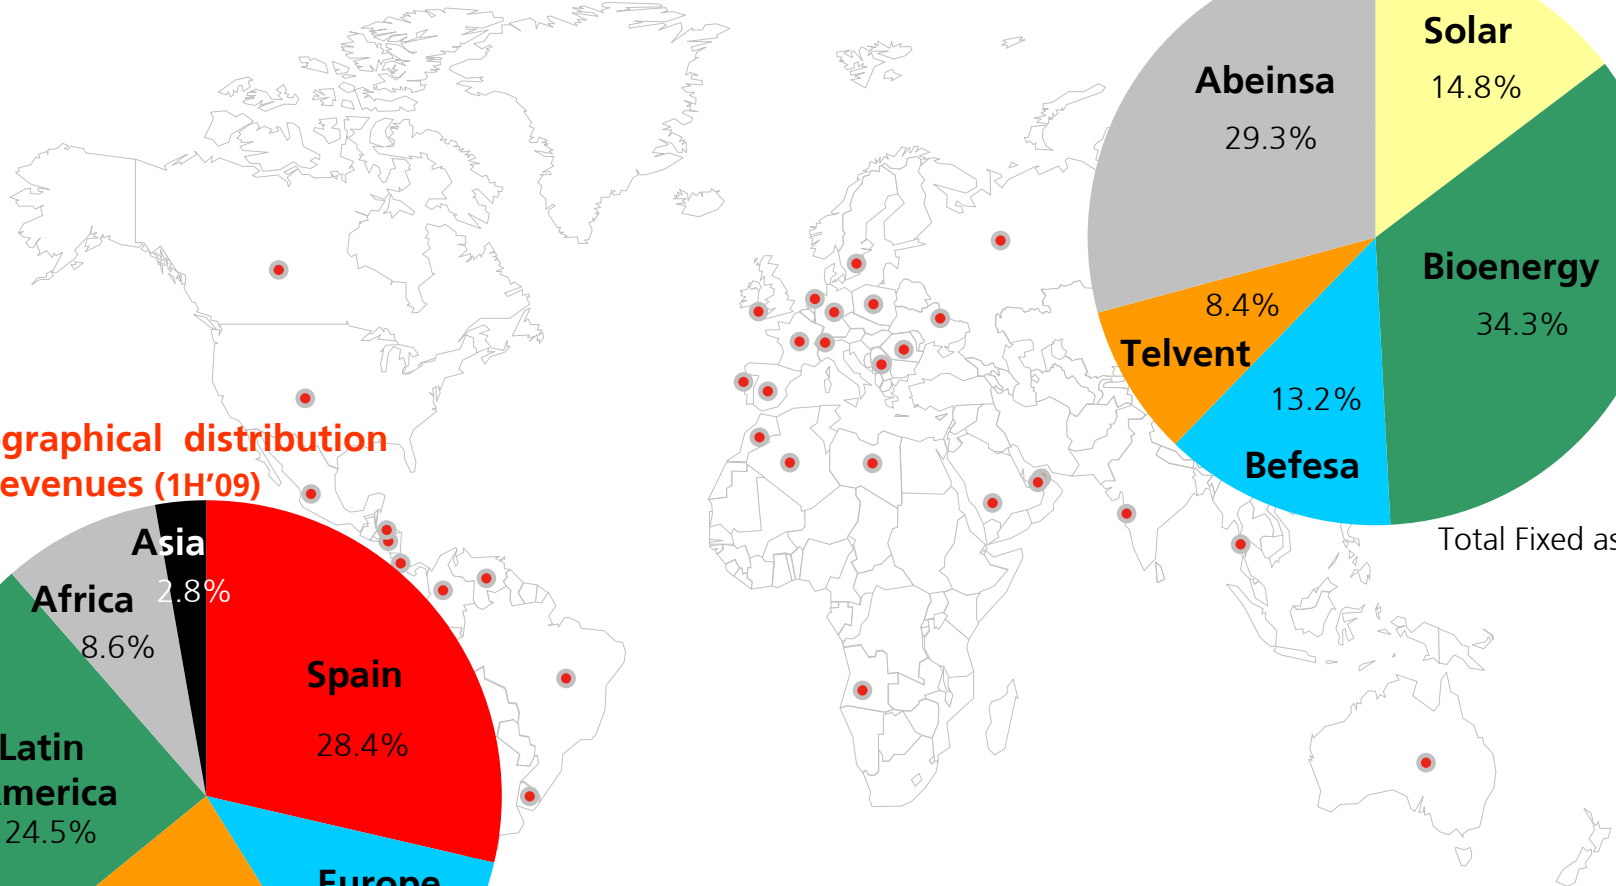 Solar
14.8%
Abeinsa
29.3%
Bioenergy
34.3%
8.4%
Telvent
13.2%
Befesa
Total Fixed as
graphical distribution
evenues (1H’09)
Asia
2.8%
Africa
8.6%
Spain
28.4%
Latin
merica
24.5%
Europe